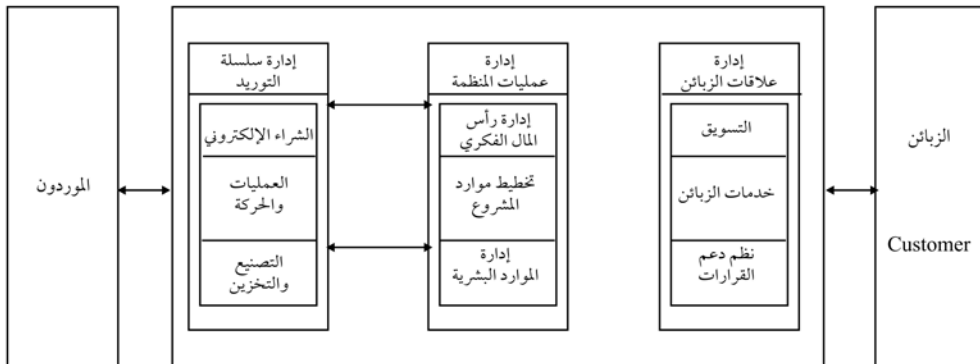 الزبائن
Customer
إدارة
علاقات الزبائن
التسويق
خدمات الزبائن
نظم دعم
القرارات
إدارة
عمليات المنظمة
إدارة رأس
المال الفكري
تخطيط موارد
المشروع
إدارة
الموارد البشرية
إدارة سلسلة
التوريد
الشراء الإلكتروني
العمليات
والحركة
التصنيع
والتخزين
الموردون